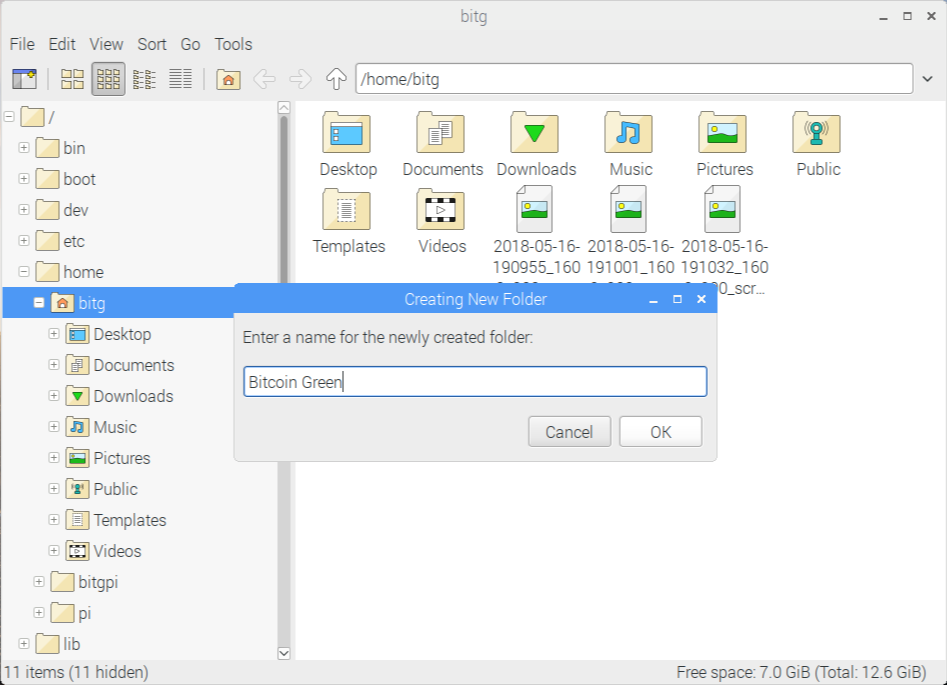 bitg
File Edit View Sort Go Tools
/home/bitg
/
bin
boot
dev
etc
home
bitg
Desktop
Documents
Downloads
Music
Pictures
Public
Templates
Videos
bitgpi
pi
lib
Desktop Documents Downloads Music Pictures Public
Templates Videos 2018-05-16- 2018-05-16- 2018-05-16-
190955_160 191001_160 191032_160
0_scr...
Creating New Folder
Enter a name for the newly created folder:
Bitcoin Green
Cancel OK
11 items (11 hidden) Free space: 7.0 GiB (Total: 12.6 GiB)